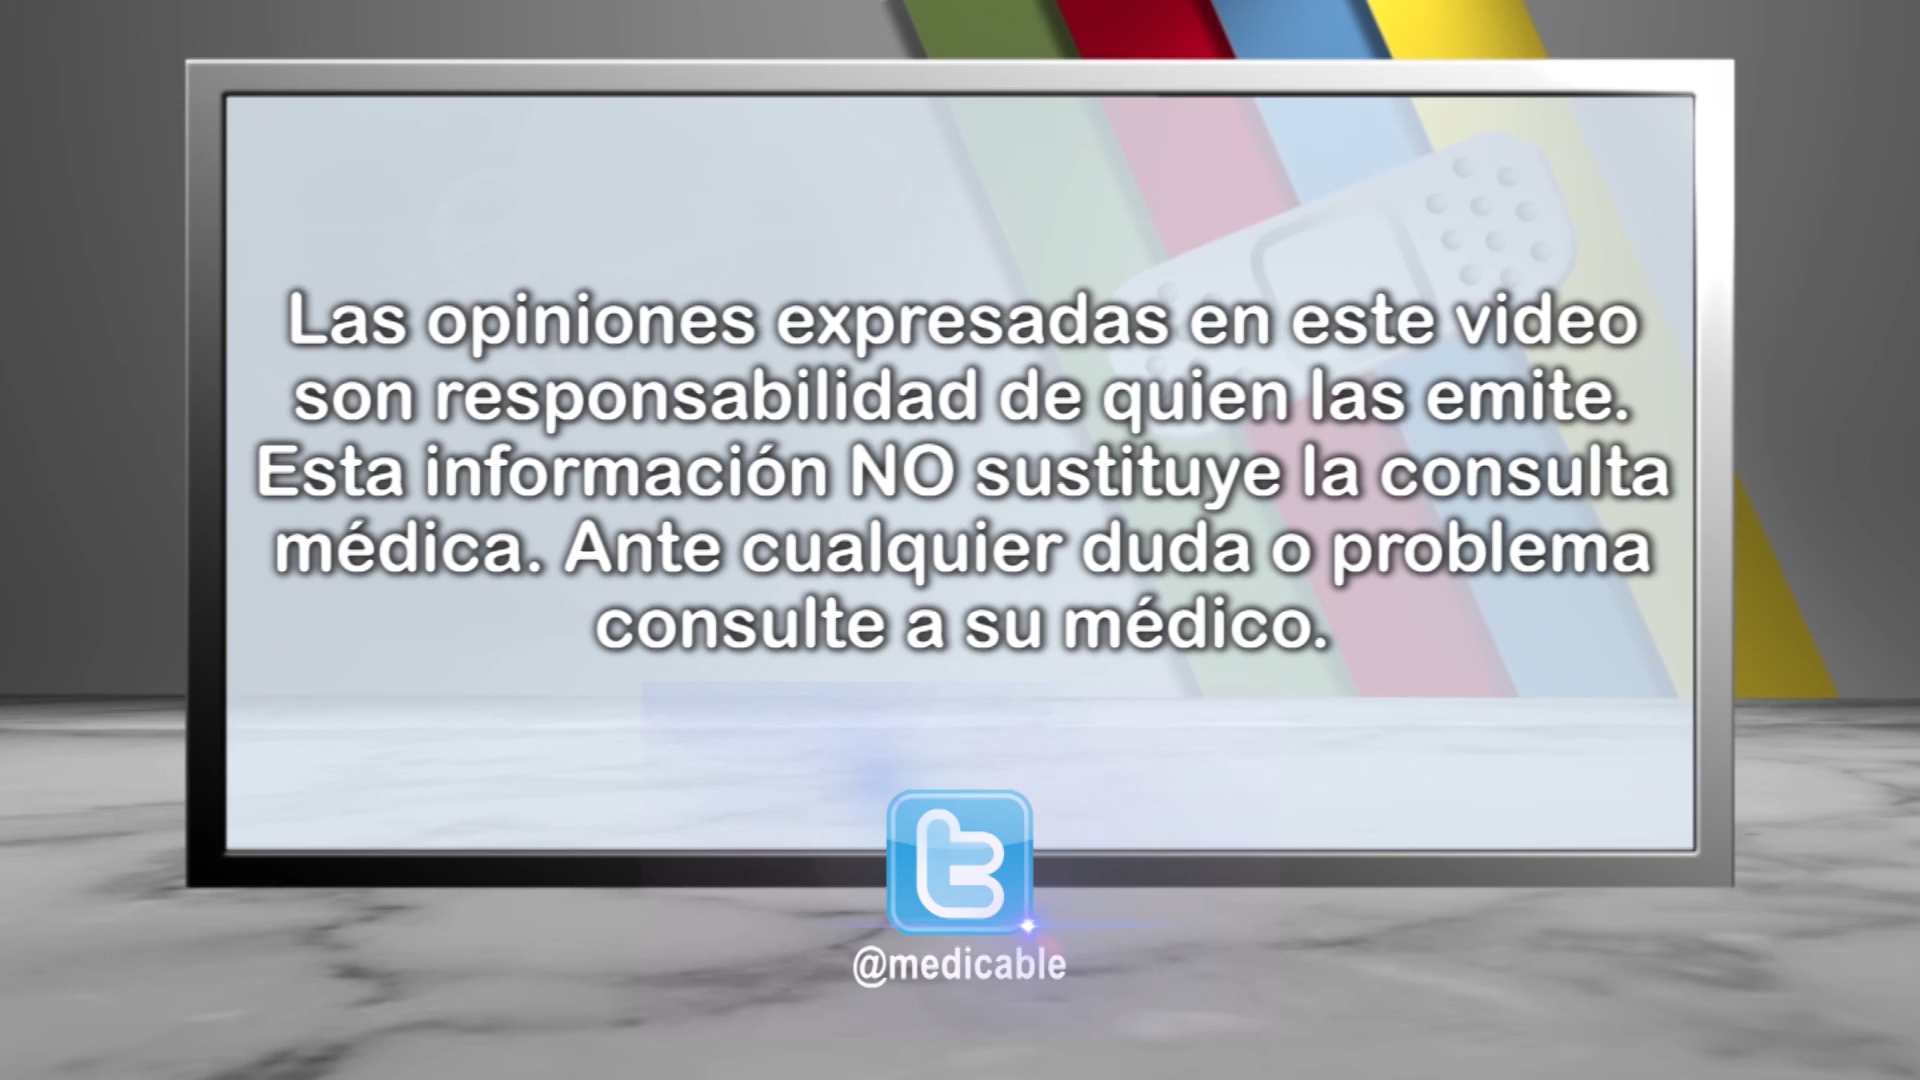 Las opiniones expresadas en este video
son responsabilidad de quien las emite.
Esta información NO sustituye la consulta
médica. Ante cualquier duda o problema
consulte a su médico.
@medicable